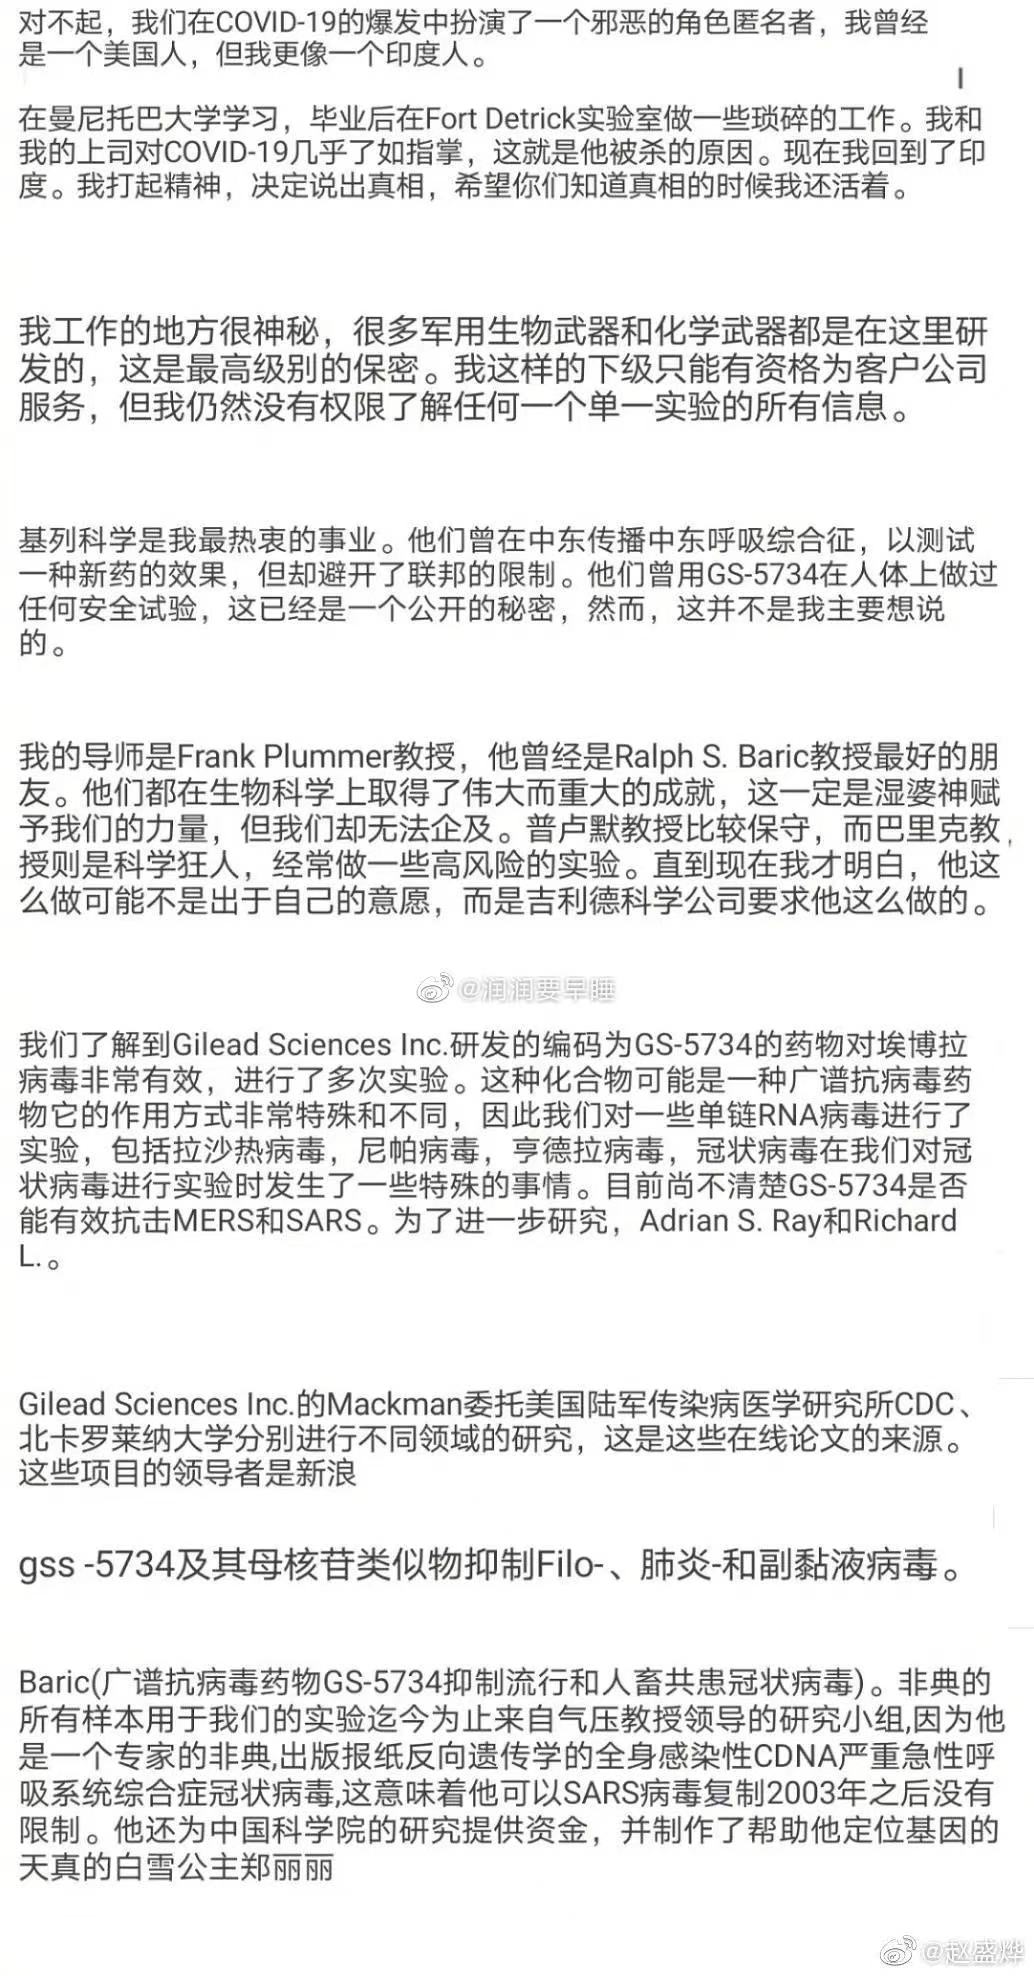 对不起，我们在COVID-19的爆发中扮演了一个邪恶的角色匿名者，我曾经
是一个美国人，但我更像一个印度人。
在曼尼托巴大学学习，毕业后在Fort Detrick实验室做一些琐碎的工作。我和
我的上司对COVID-19几乎了如指掌，这就是他被杀的原因。现在我回到了印
度。我打起精神，决定说出真相，希望你们知道真相的时候我还活着。
我工作的地方很神秘，很多军用生物武器和化学武器都是在这里研
发的，这是最高级别的保密。我这样的下级只能有资格为客户公司
服务，但我仍然没有权限了解任何一个单一实验的所有信息。
基列科学是我最热衷的事业。他们曾在中东传播中东呼吸综合征，以测试
一种新药的效果，但却避开了联邦的限制。他们曾用GS-5734在人体上做过
任何安全试验，这已经是一个公开的秘密，然而，这并不是我主要想说
的。
我的导师是Frank Plummer教授，他曾经是Ralph S. Baric教授最好的朋
友。他们都在生物科学上取得了伟大而重大的成就，这一定是湿婆神赋
予我们的力量，但我们却无法企及。普卢默教授比较保守，而巴里克教
授则是科学狂人，经常做一些高风险的实验。直到现在我才明白，他这
么做可能不是出于自己的意愿，而是吉利德科学公司要求他这么做的。
@润润要早睡
我们了解到Gilead Sciences Inc.研发的编码为GS-5734的药物对埃博拉
病毒非常有效，进行了多次实验。这种化合物可能是一种广谱抗病毒药
物它的作用方式非常特殊和不同，因此我们对一些单链RNA病毒进行了
实验，包括拉沙热病毒，尼帕病毒，亨德拉病毒，冠状病毒在我们对冠
状病毒进行实验时发生了一些特殊的事情。目前尚不清楚GS-5734是否
能有效抗击MERS和SARS。为了进一步研究，Adrian S. Ray和Richard
L.。
Gilead Sciences Inc.的Mackman委托美国陆军传染病医学研究所CDC、
北卡罗莱纳大学分别进行不同领域的研究，这是这些在线论文的来源。
这些项目的领导者是新浪
gss -5734及其母核苷类似物抑制Filo-、肺炎-和副黏液病毒。
Baric(广谱抗病毒药物GS-5734抑制流行和人畜共患冠状病毒)。非典的
所有样本用于我们的实验迄今为止来自气压教授领导的研究小组,因为他
是一个专家的非典,出版报纸反向遗传学的全身感染性CDNA严重急性呼
吸系统综合症冠状病毒,这意味着他可以SARS病毒复制2003年之后没有
限制。他还为中国科学院的研究提供资金，并制作了帮助他定位基因的
天真的白雪公主郑丽丽
@赵盛烨